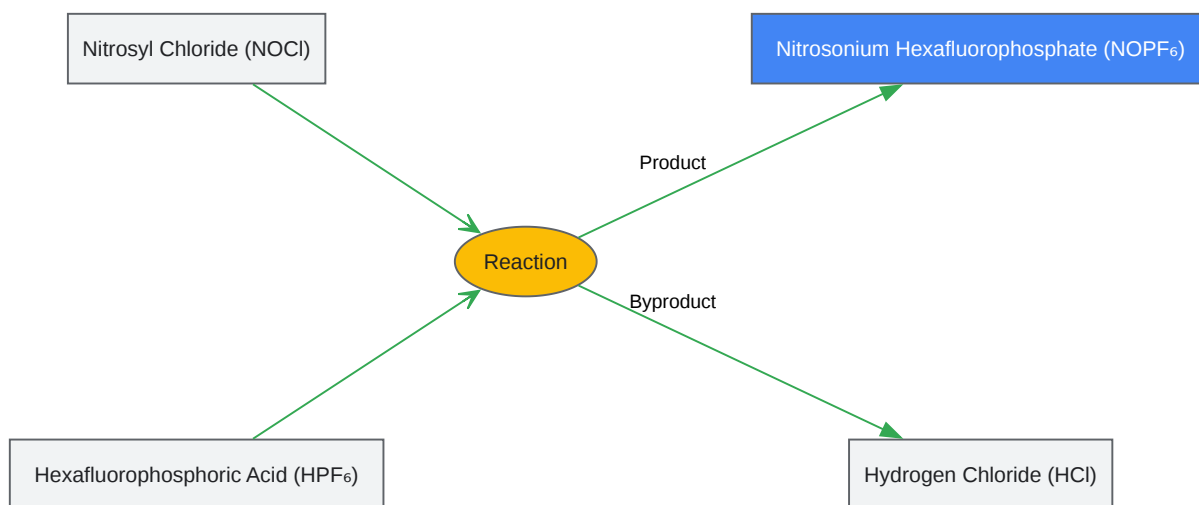 Nitrosyl Chloride (NOCl)
Nitrosonium Hexafluorophosphate (NOPF₆)
Product
Reaction
Byproduct
Hexafluorophosphoric Acid (HPF₆)
Hydrogen Chloride (HCl)